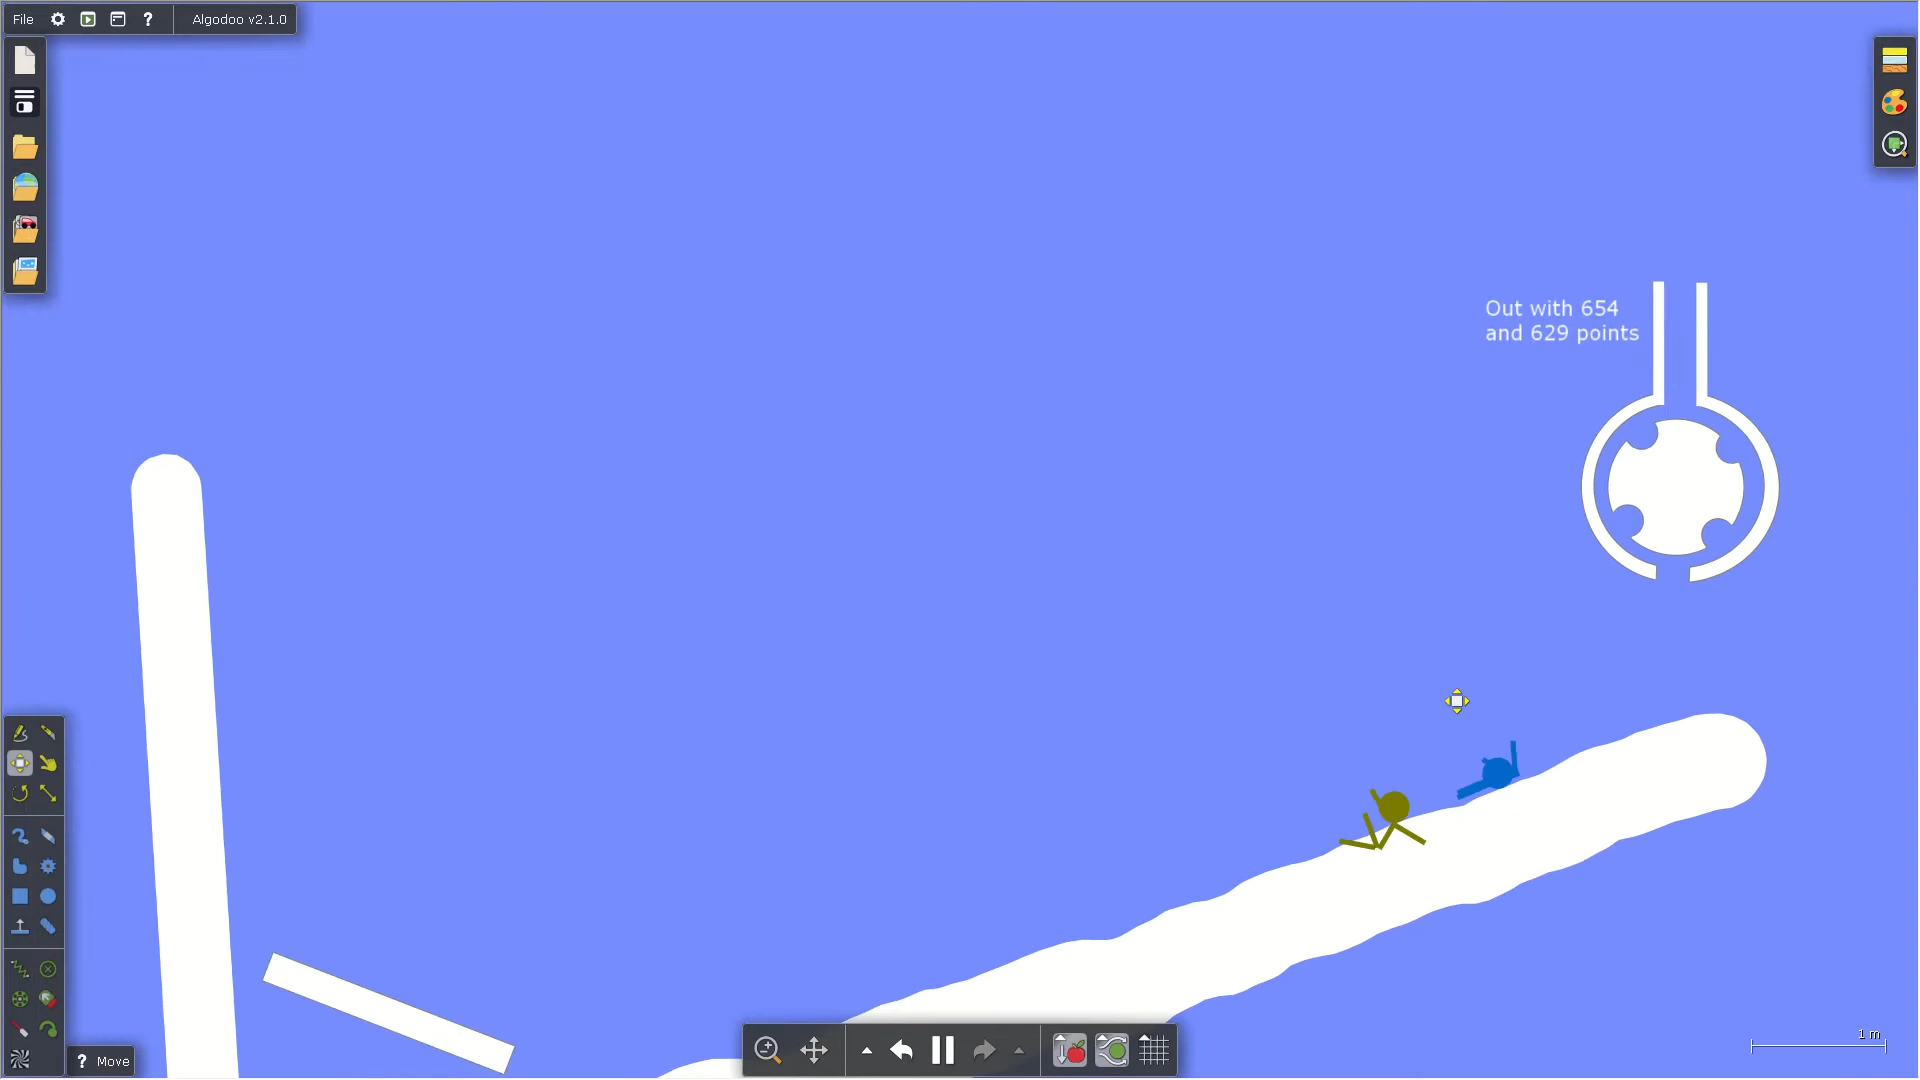 File ? Algodoo v2.1.0
Out with 654
and 629 points
1 m
? Move